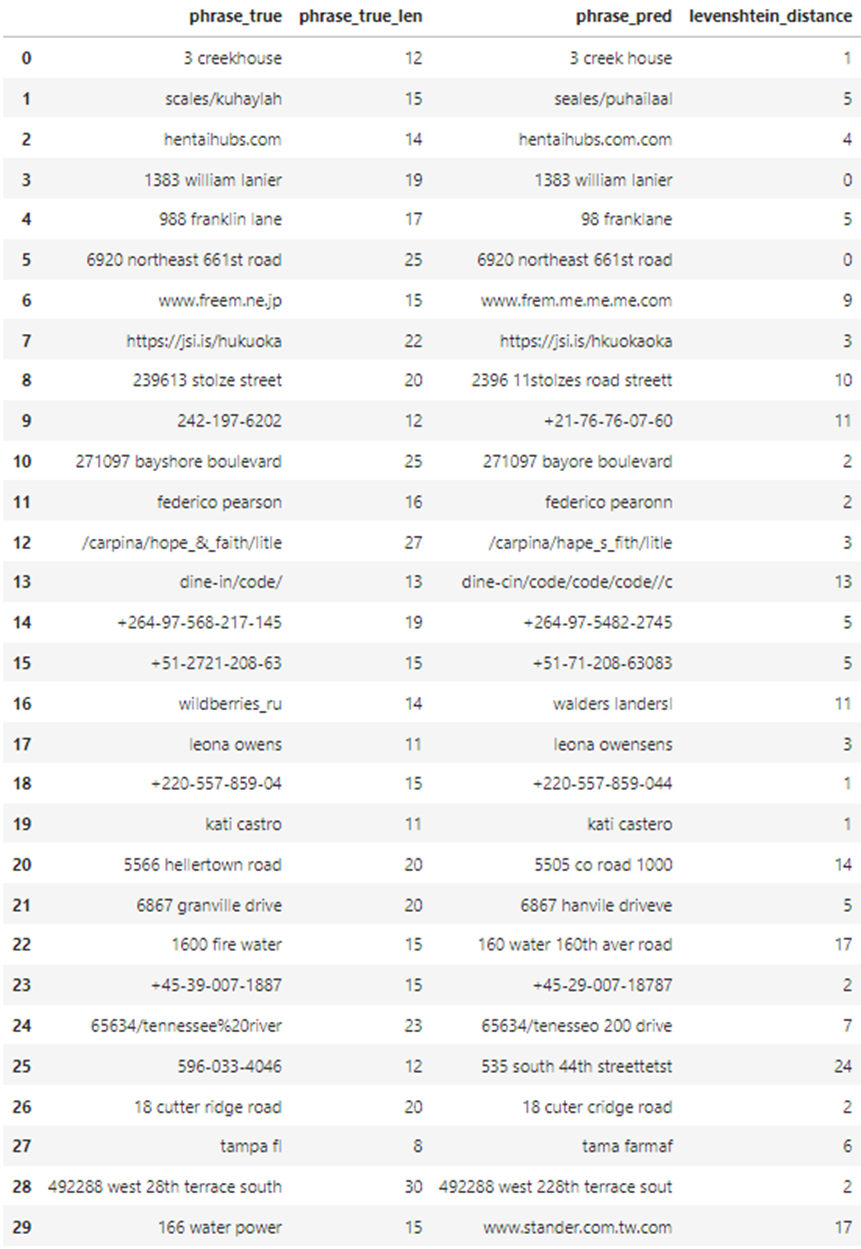 phrase_true phrase_true_len phrase_pred levenshtein_distance
0 3 creekhouse 12 3 creek house 1
1 scales/kuhaylah 15 seales/puhailaal 5
2 hentaihubs.com 14 hentaihubs.com.com 4
3 1383 william lanier 19 1383 william lanier 0
4 988 franklin lane 17 98 franklane 5
5 6920 northeast 661st road 25 6920 northeast 661st road 0
6 www.freem.ne.jp 15 www.frem.me.me.me.com 9
7 https://jsi.is/hukuoka 22 https://jsi.is/hkuokaoka 3
8 239613 stolze street 20 2396 11stolzes road streett 10
9 242-197-6202 12 +21-76-76-07-60 11
10 271097 bayshore boulevard 25 271097 bayore boulevard 2
11 federico pearson 16 federico pearonn 2
12 /carpina/hope_&_faith/litle 27 /carpina/hape_s_fith/litle 3
13 dine-in/code/ 13 dine-cin/code/code/code//c 13
14 +264-97-568-217-145 19 +264-97-5482-2745 5
15 +51-2721-208-63 15 +51-71-208-63083 5
16 wildberries_ru 14 walders landersl 11
17 leona owens 11 leona owensens 3
18 +220-557-859-04 15 +220-557-859-044 1
19 kati castro 11 kati castero 1
20 5566 hellertown road 20 5505 co road 1000 14
21 6867 granville drive 20 6867 hanvile driveve 5
22 1600 fire water 15 160 water 160th aver road 17
23 +45-39-007-1887 15 +45-29-007-18787 2
24 65634/tennessee%20river 23 65634/tenesseo 200 drive 7
25 596-033-4046 12 535 south 44th streettetst 24
26 18 cutter ridge road 20 18 cuter cridge road 2
27 tampa fl 8 tama farmaf 6
28 492288 west 28th terrace south 30 492288 west 228th terrace sout 2
29 166 water power 15 www.stander.com.tw.com 17